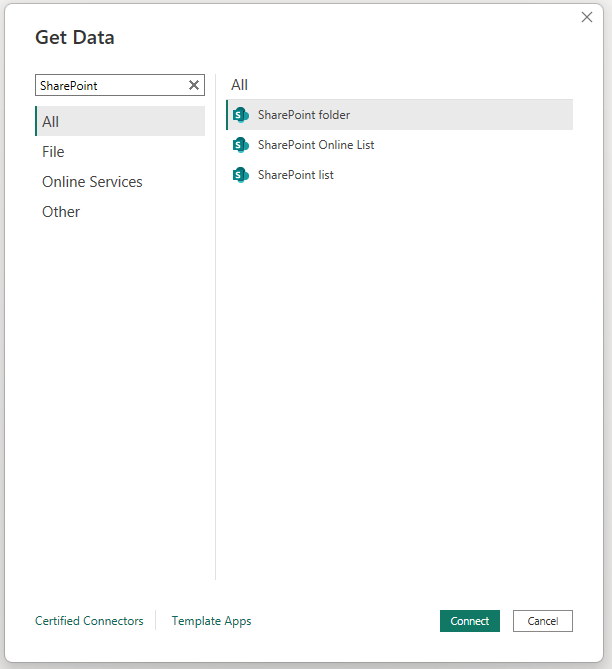 Get Data
SharePoint
All
File
Online Services
Other
All
SharePoint folder
SharePoint Online List
SharePoint list
Certified Connectors
Template Apps
Connect
Cancel